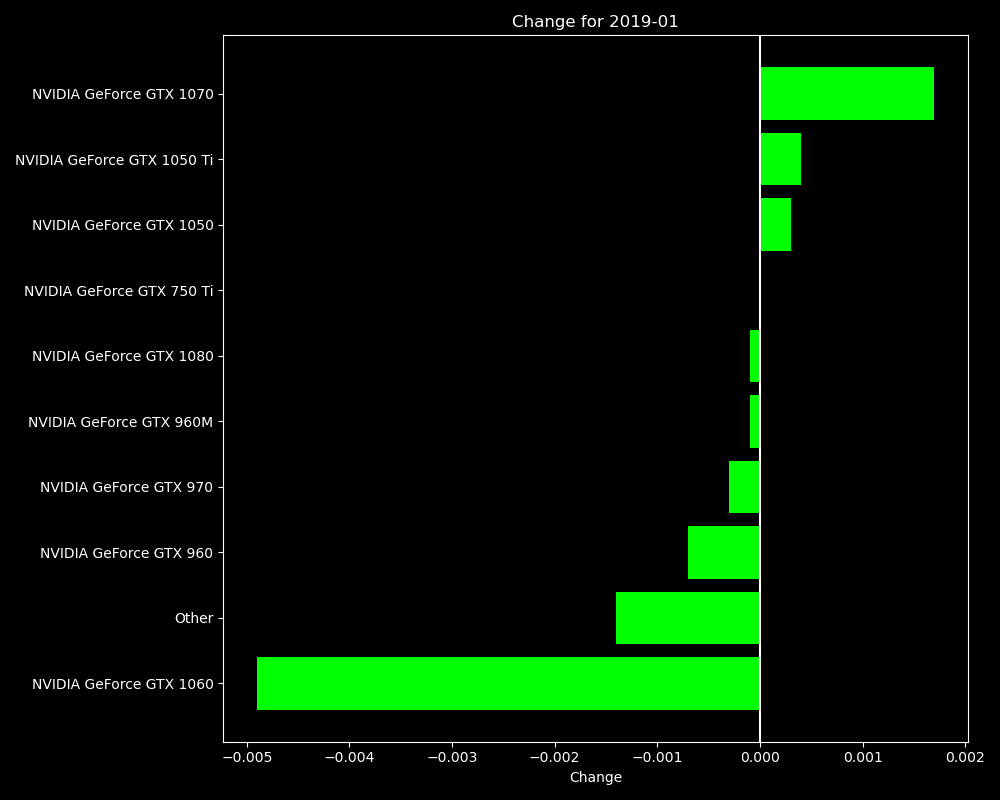 Change for 2019-01
NVIDIA GeForce GTX 1070
NVIDIA GeForce GTX 1050 Ti
NVIDIA GeForce GTX 1050
NVIDIA GeForce GTX 750 Ti
NVIDIA GeForce GTX 1080
NVIDIA GeForce GTX 960M
NVIDIA GeForce GTX 970
NVIDIA GeForce GTX 960
Other
NVIDIA GeForce GTX 1060
−0.005 −0.004 −0.003 −0.002 −0.001 0.000 0.001 0.002
Change